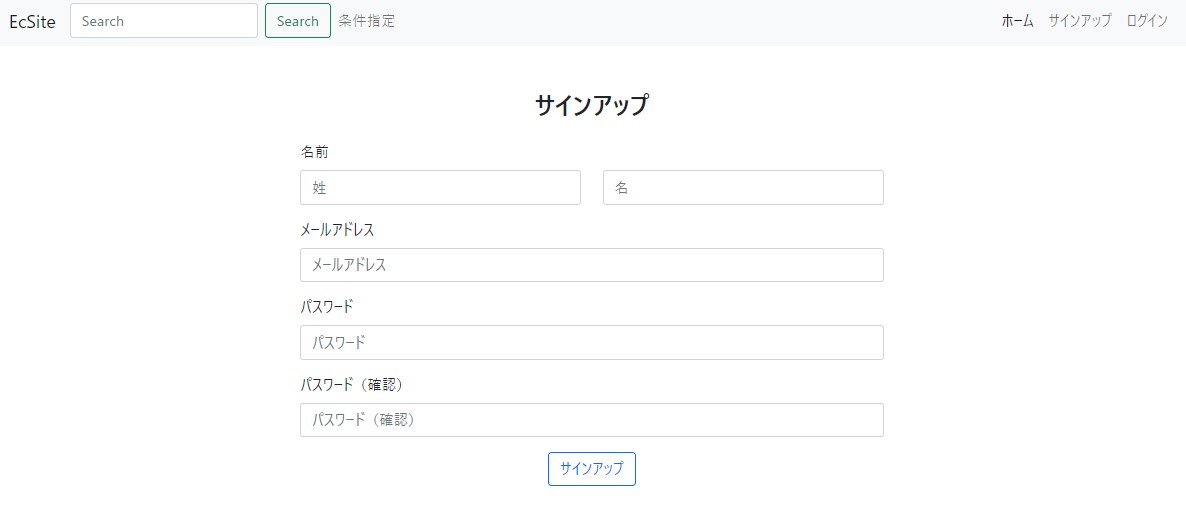 EcSite Search Search 条件指定 ホーム サインアップ ログイン
サインアップ
名前
姓 名
メールアドレス
メールアドレス
パスワード
パスワード
パスワード（確認）
パスワード（確認）
サインアップ